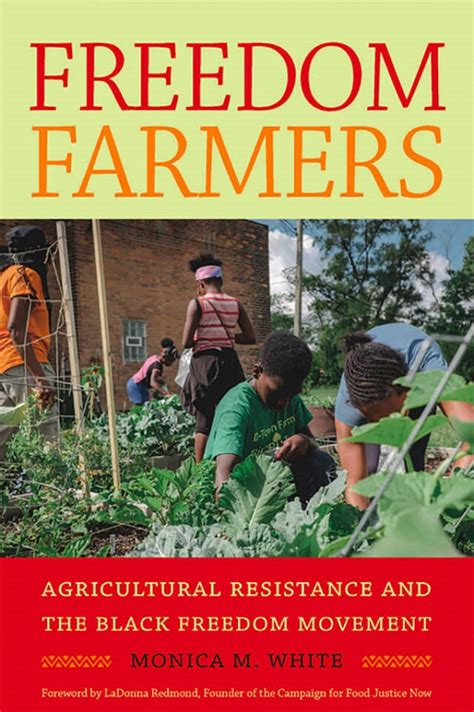 FREEDOM
FARMERS
AGRICULTURAL RESISTANCE AND
THE BLACK FREEDOM MOVEMENT
MONICA M. WHITE
Foreword by LaDonna Redmond, Founder of the Campaign for Food Justice Now